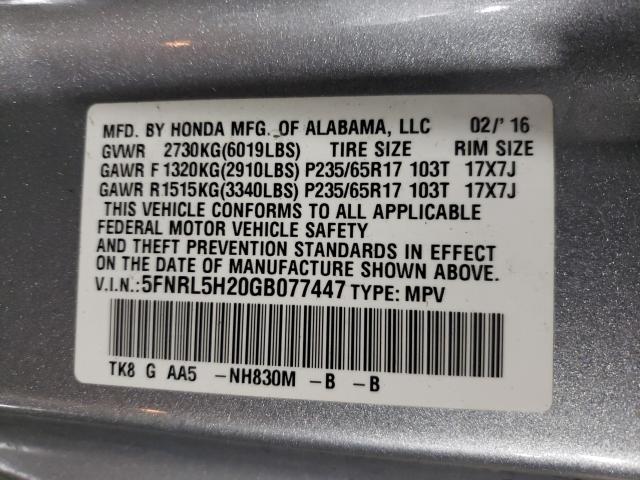 MFD. BY HONDA MFG. OF ALABAMA, LLC 02/' 16
GVWR 2730KG(6019LBS) TIRE SIZE RIM SIZE
GAWR F 1320KG(2910LBS) P235/65R17 103T 17X7J
GAWR R1515KG(3340LBS) P235/65R17 103T 17X7J
THIS VEHICLE CONFORMS TO ALL APPLICABLE
FEDERAL MOTOR VEHICLE SAFETY
AND THEFT PREVENTION STANDARDS IN EFFECT
ON THE DATE OF MANUFACTURE SHOWN ABOVE.
V.I.N.:5FNRL5H20GB077447 TYPE: MPV
TK8 G AA5 -NH830M -B -B